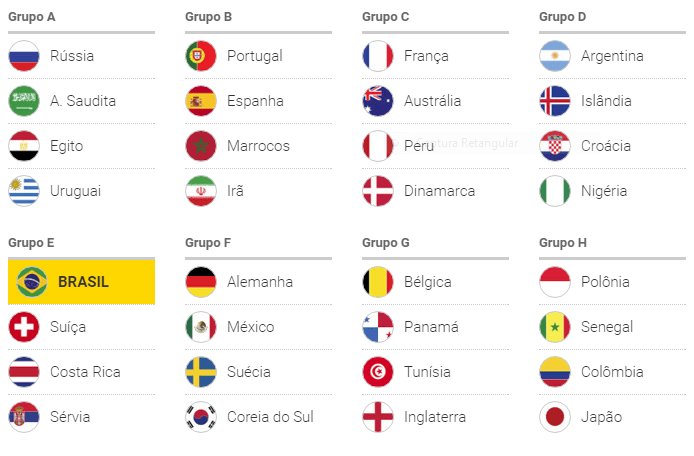 Grupo A
Rússia
A. Saudita
Egito
Uruguai
Grupo B
Portugal
Espanha
Marrocos
Irã
Grupo C
França
Austrália
Peru
Dinamarca
Grupo D
Argentina
Islândia
Croácia
Nigéria
Grupo E
BRASIL
Suíça
Costa Rica
Sérvia
Grupo F
Alemanha
México
Suécia
Coreia do Sul
Grupo G
Bélgica
Panamá
Tunísia
Inglaterra
Grupo H
Polônia
Senegal
Colômbia
Japão